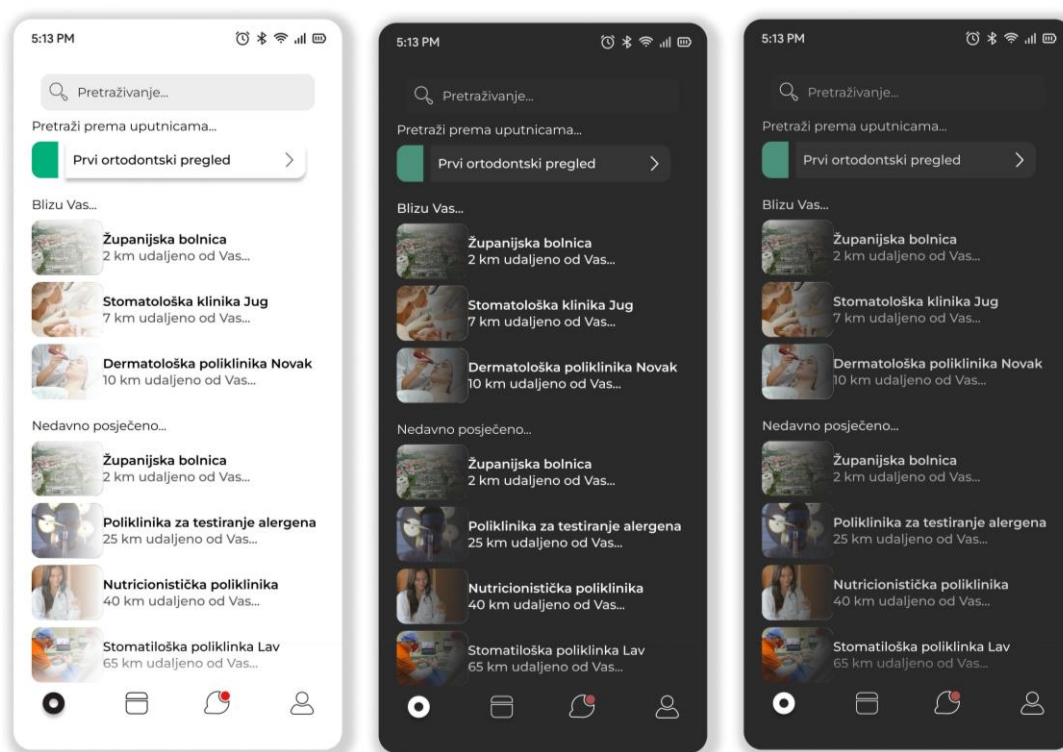 5:13 PM
Pretraživanje...
Pretraži prema uputnicama...
Prvi ortodontski pregled
Blizu Vas...
Županijska bolnica
2 km udaljeno od Vas...
Stomatološka klinika Jug
7 km udaljeno od Vas...
Dermatološka poliklinika Novak
10 km udaljeno od Vas...
Nedavno posječeno...
Županijska bolnica
2 km udaljeno od Vas...
Poliklinika za testiranje alergena
25 km udaljeno od Vas...
Nutricionistička poliklinika
40 km udaljeno od Vas...
Stomatiloška poliklinka Lav
65 km udaljeno od Vas...
5:13 PM
Pretraživanje...
Pretraži prema uputnicama...
Prvi ortodontski pregled
Blizu Vas...
Županijska bolnica
2 km udaljeno od Vas...
Stomatološka klinika Jug
7 km udaljeno od Vas...
Dermatološka poliklinika Novak
10 km udaljeno od Vas...
Nedavno posječeno...
Županijska bolnica
2 km udaljeno od Vas...
Poliklinika za testiranje alergena
25 km udaljeno od Vas...
Nutricionistička poliklinika
40 km udaljeno od Vas...
Stomatiloška poliklinka Lav
65 km udaljeno od Vas...
5:13 PM
Pretraživanje...
Pretraži prema uputnicama...
Prvi ortodontski pregled
Blizu Vas...
Županijska bolnica
2 km udaljeno od Vas...
Stomatološka klinika Jug
7 km udaljeno od Vas...
Dermatološka poliklinika Novak
10 km udaljeno od Vas...
Nedavno posječeno...
Županijska bolnica
2 km udaljeno od Vas...
Poliklinika za testiranje alergena
25 km udaljeno od Vas...
Nutricionistička poliklinika
40 km udaljeno od Vas...
Stomatiloška poliklinka Lav
65 km udaljeno od Vas...